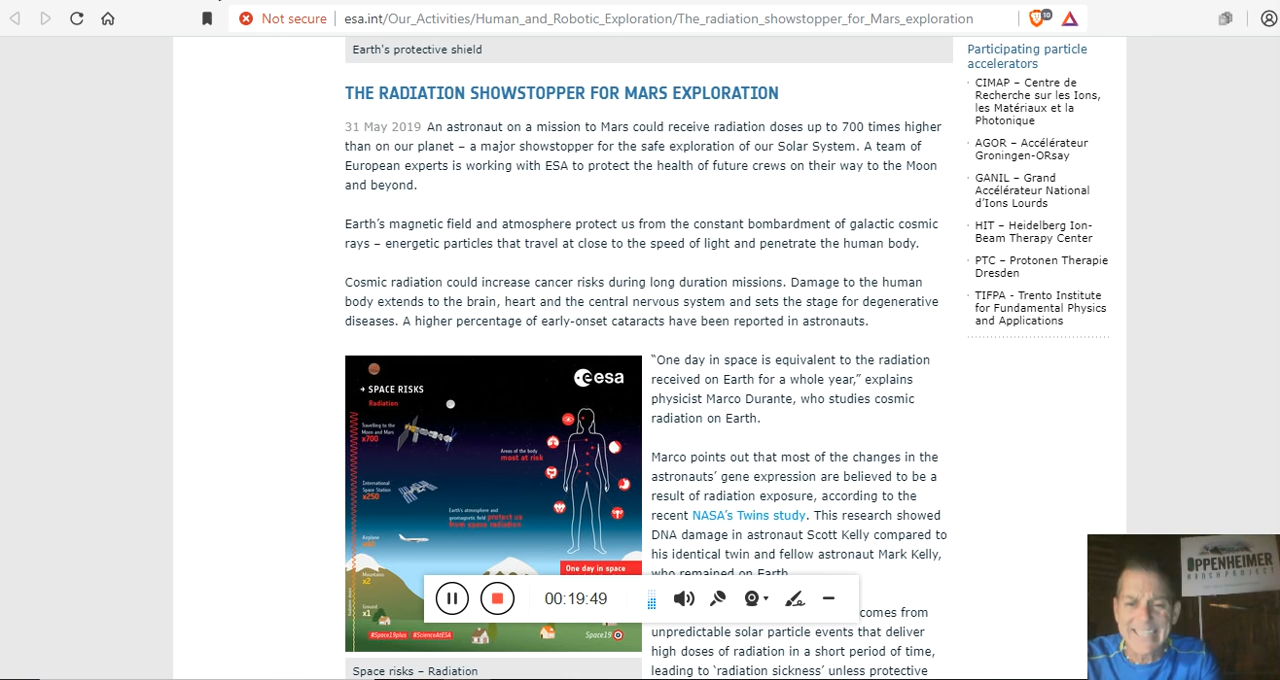 Not secure
esa.int/Our_Activities/Human_and_Robotic_Exploration/The_radiation_showstopper_for_Mars_exploration
10
Earth's protective shield
THE RADIATION SHOWSTOPPER FOR MARS EXPLORATION
31 May 2019 An astronaut on a mission to Mars could receive radiation doses up to 700 times higher
than on our planet – a major showstopper for the safe exploration of our Solar System. A team of
European experts is working with ESA to protect the health of future crews on their way to the Moon
and beyond.
Earth's magnetic field and atmosphere protect us from the constant bombardment of galactic cosmic
rays – energetic particles that travel at close to the speed of light and penetrate the human body.
Cosmic radiation could increase cancer risks during long duration missions. Damage to the human
body extends to the brain, heart and the central nervous system and sets the stage for degenerative
diseases. A higher percentage of early-onset cataracts have been reported in astronauts.
esa
→ SPACE RISKS
Radiation
Travelling to the
Moon and Mars
x700
Areas of the body
most at risk
International
Space Station
x250
Earth's atmosphere and
geomagnetic field protect us
from space radiation
Airplane
Mountains
x2
One day in space
Ground
x1
#Space19plus #ScienceAtESA
Space19
Space risks – Radiation
“One day in space is equivalent to the radiation
received on Earth for a whole year,” explains
physicist Marco Durante, who studies cosmic
radiation on Earth.
Marco points out that most of the changes in the
astronauts’ gene expression are believed to be a
result of radiation exposure, according to the
recent NASA’s Twins study. This research showed
DNA damage in astronaut Scott Kelly compared to
his identical twin and fellow astronaut Mark Kelly,
who remained on Earth
comes from
unpredictable solar particle events that deliver
high doses of radiation in a short period of time,
leading to ‘radiation sickness’ unless protective
00:19:49
Participating particle
accelerators
CIMAP – Centre de
Recherche sur les Ions,
les Matériaux et la
Photonique
AGOR – Accélérateur
Groningen-ORsay
GANIL – Grand
Accélérateur National
d’Ions Lourds
HIT – Heidelberg Ion-
Beam Therapy Center
PTC – Protonen Therapie
Dresden
TIFPA - Trento Institute
for Fundamental Physics
and Applications
OPPENHEIMER
RANCH PROJECT